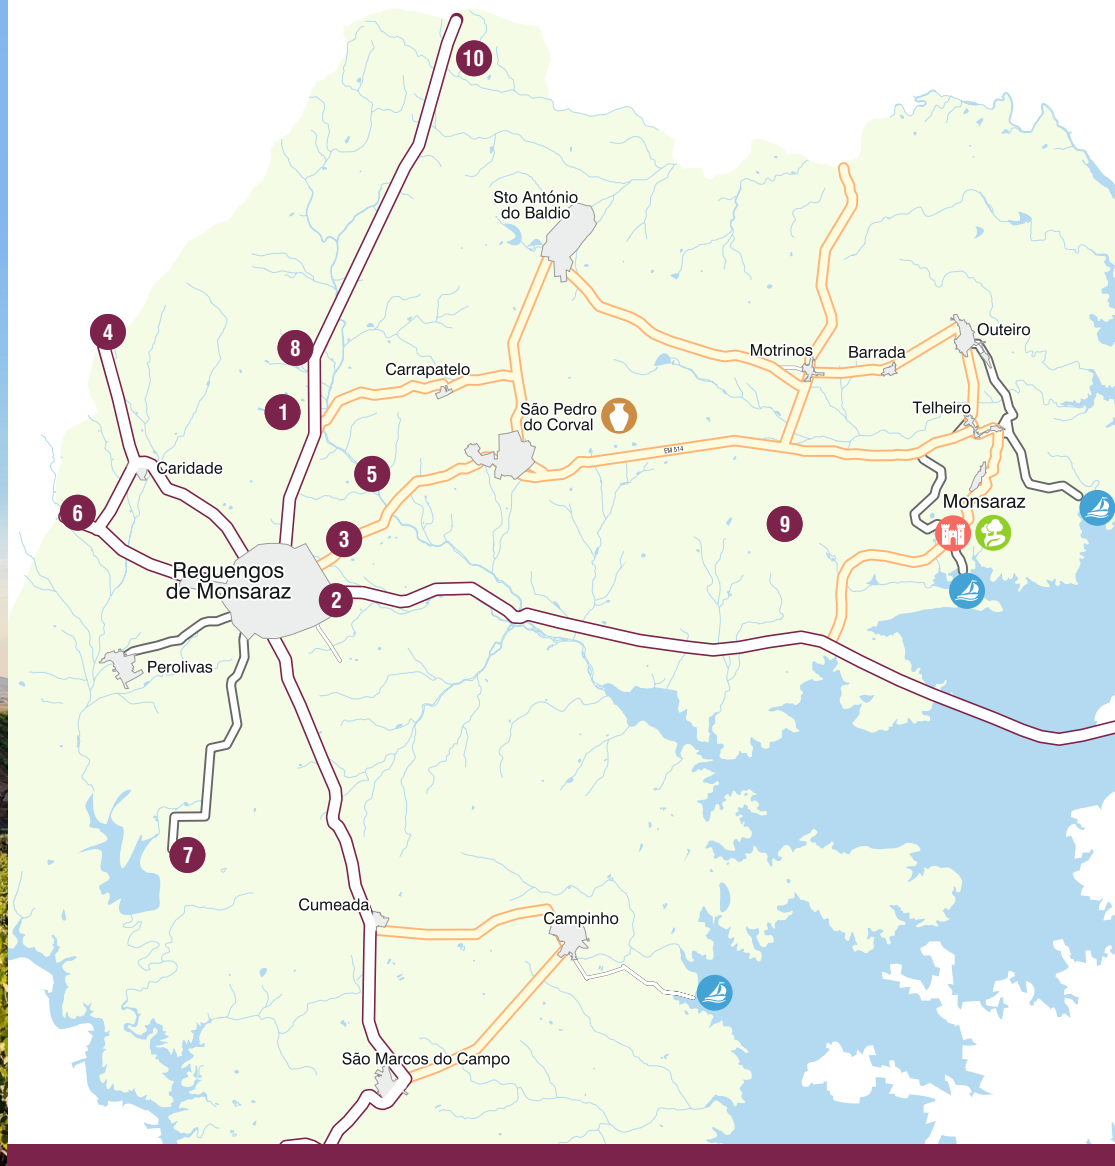 10
Sto António
do Baldio
4
8
Outeiro
Motrinos
Barrada
Carrapatelo
1
São Pedro
do Corval
Telheiro
EM 514
Caridade
5
6
Monsaraz
9
3
Reguengos
de Monsaraz
2
Perolivas
7
Cumeada
Campinho
São Marcos do Campo